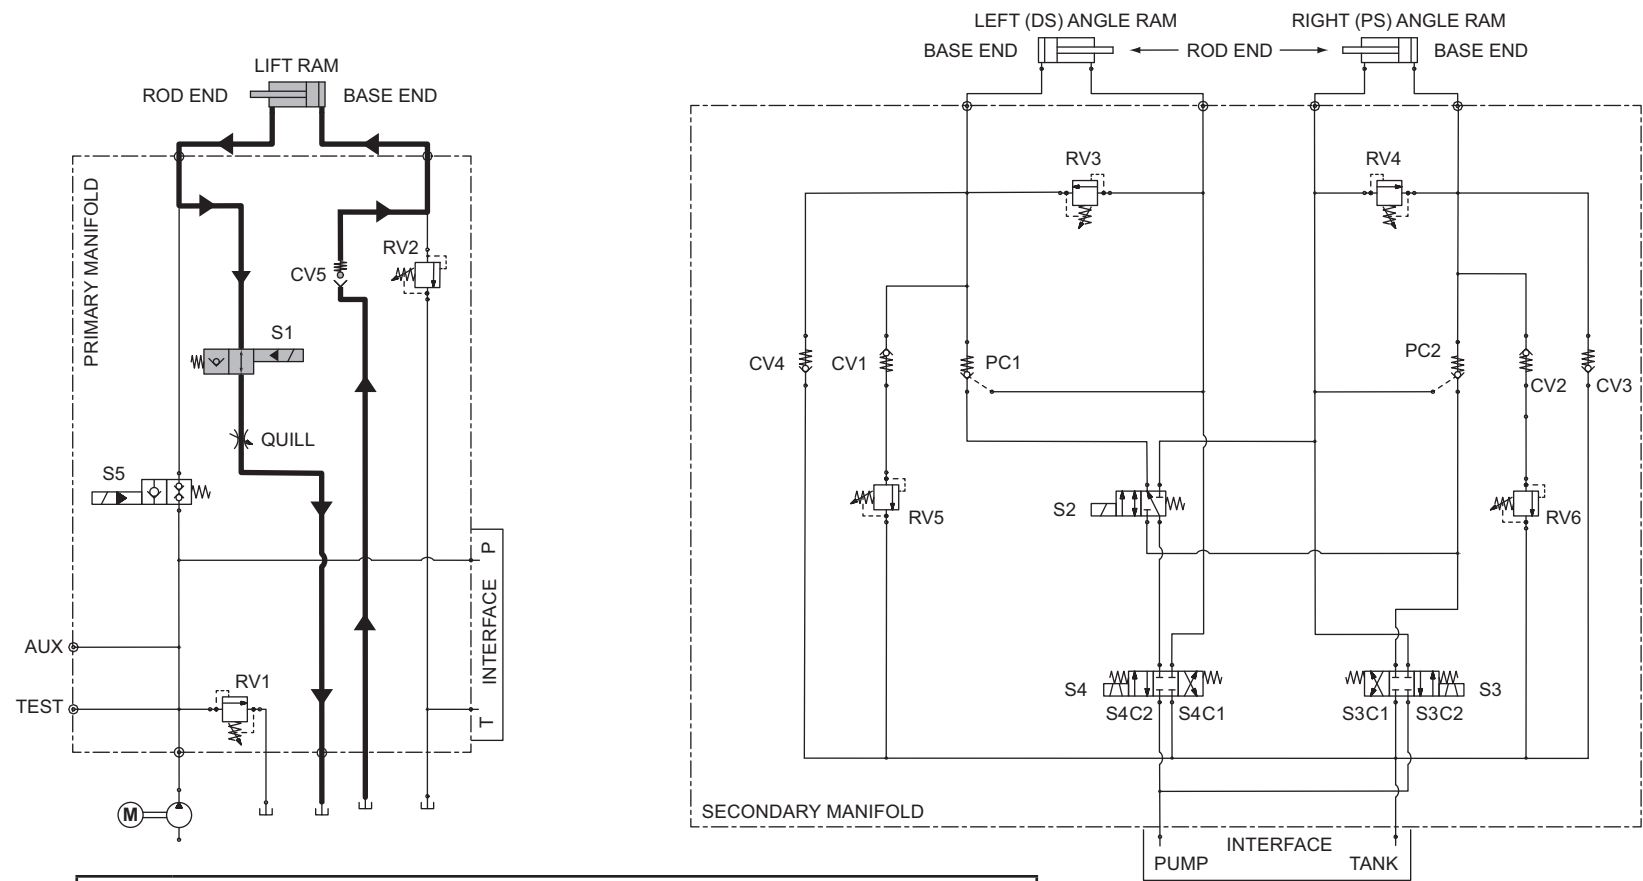 LIFT RAM
ROD END
BASE END
PRIMARY MANIFOLD
RV2
CV5
S1
QUILL
S5
P
INTERFACE
T
AUX
RV1
TEST
M
LEFT (DS) ANGLE RAM
RIGHT (PS) ANGLE RAM
BASE END
ROD END
BASE END
RV3
RV4
CV4
CV1
PC1
PC2
CV2
CV3
S2
RV5
RV6
S4
S3
S4C2
S4C1
S3C1
S3C2
SECONDARY MANIFOLD
INTERFACE
PUMP
TANK